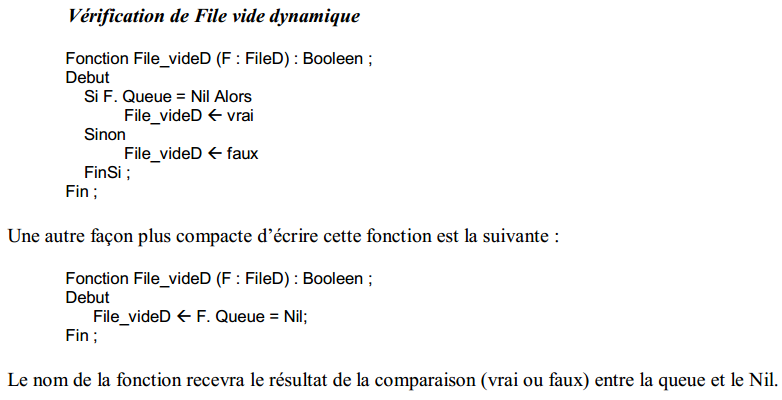 Vérification de File vide dynamique
Fonction File_videD (F : FileD) : Booleen ;
Debut
Si F. Queue = Nil Alors
File_videD ← vrai
Sinon
File_videD ← faux
FinSi ;
Fin ;
Une autre façon plus compacte d'écrire cette fonction est la suivante :
Fonction File_videD (F : FileD) : Booleen ;
Debut
File_videD ← F. Queue = Nil;
Fin ;
Le nom de la fonction recevra le résultat de la comparaison (vrai ou faux) entre la queue et le Nil.